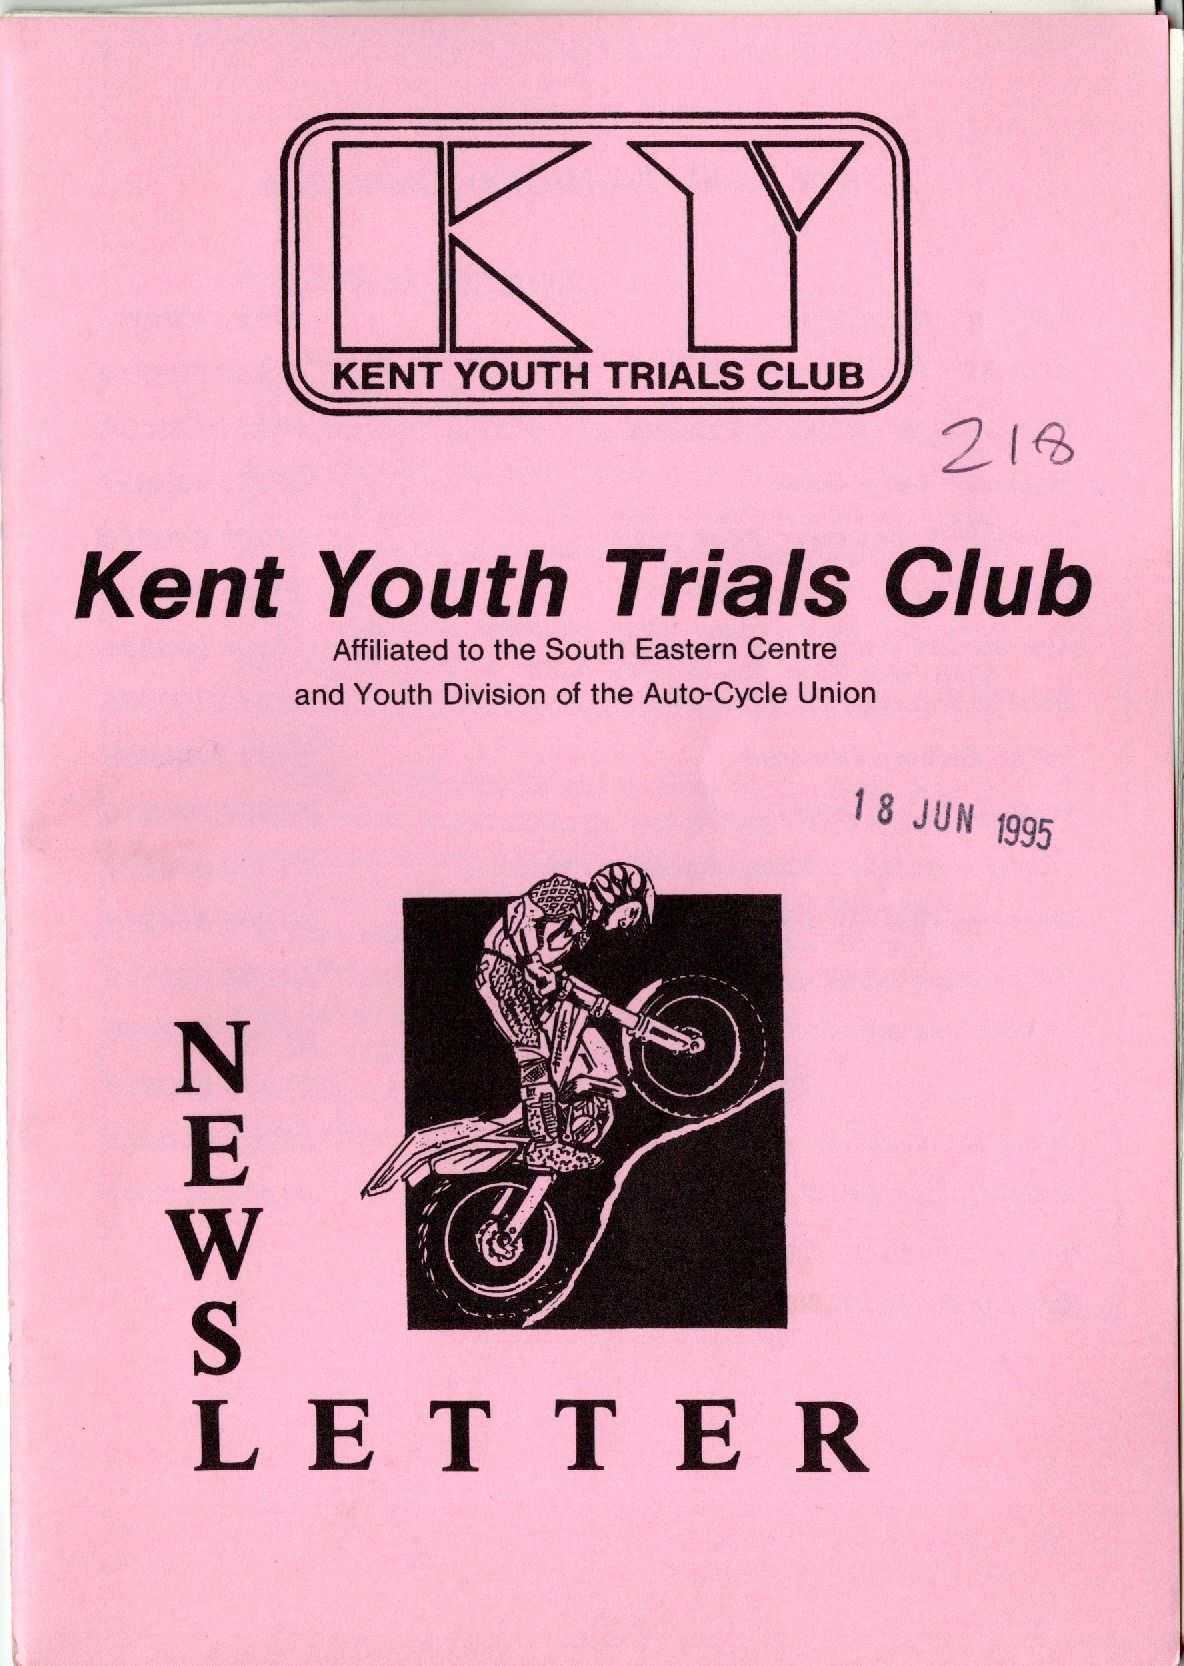 KY
KENT YOUTH TRIALS CLUB
218
Kent Youth Trials Club
Affiliated to the South Eastern Centre
and Youth Division of the Auto-Cycle Union
18 JUN 1995
NEWSLETTER